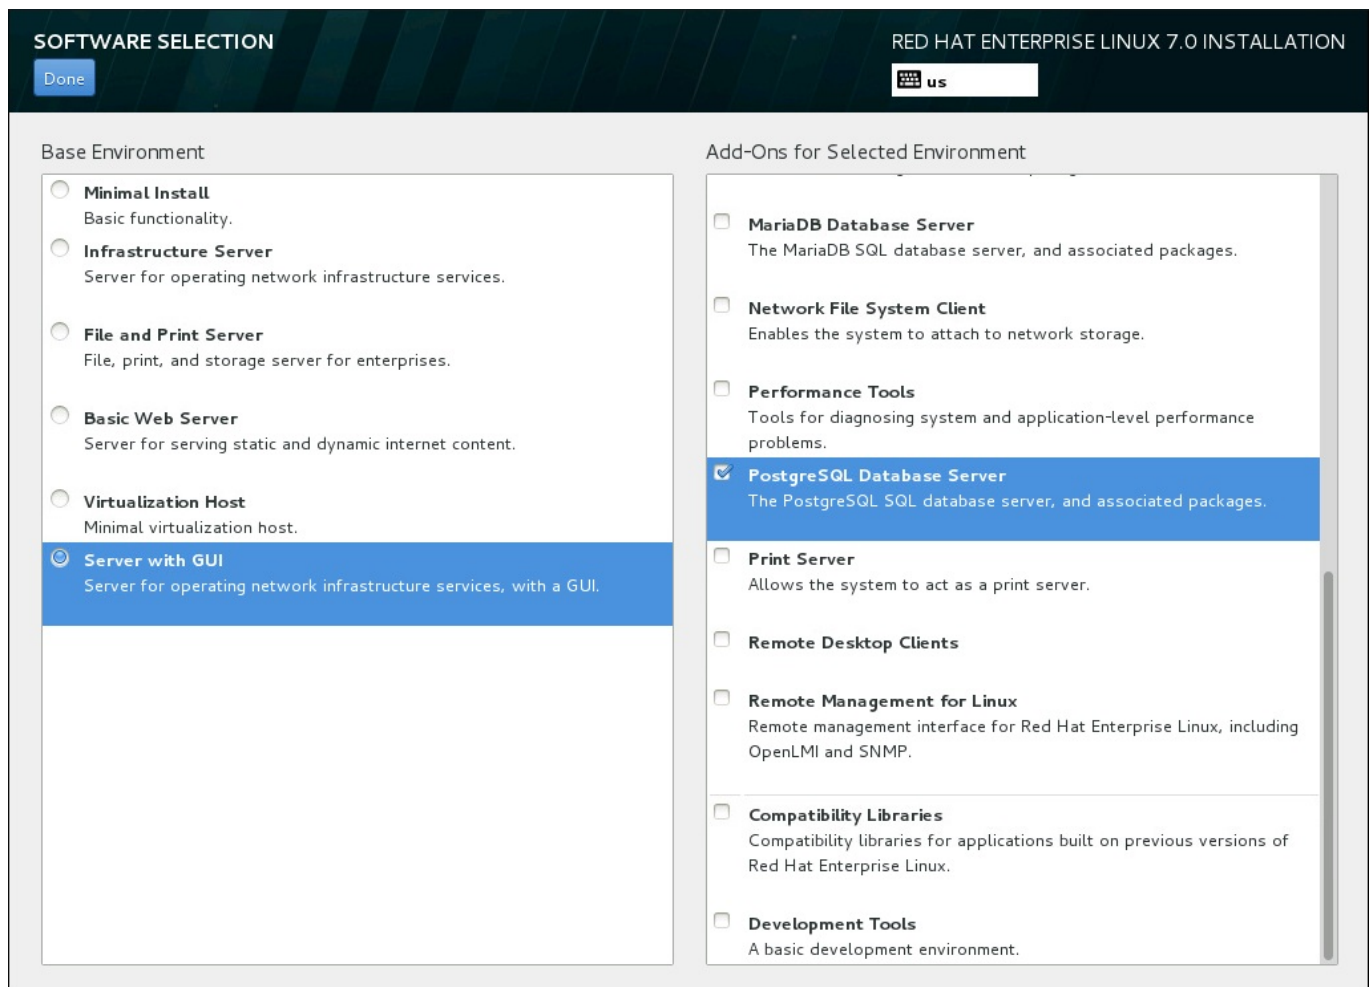 SOFTWARE SELECTION
RED HAT ENTERPRISE LINUX 7.0 INSTALLATION
Done
us
Base Environment
Minimal Install
Basic functionality.
Infrastructure Server
Server for operating network infrastructure services.
File and Print Server
File, print, and storage server for enterprises.
Basic Web Server
Server for serving static and dynamic internet content.
Virtualization Host
Minimal virtualization host.
Server with GUI
Server for operating network infrastructure services, with a GUI.
Add-Ons for Selected Environment
MariaDB Database Server
The MariaDB SQL database server, and associated packages.
Network File System Client
Enables the system to attach to network storage.
Performance Tools
Tools for diagnosing system and application-level performance
problems.
PostgreSQL Database Server
The PostgreSQL SQL database server, and associated packages.
Print Server
Allows the system to act as a print server.
Remote Desktop Clients
Remote Management for Linux
Remote management interface for Red Hat Enterprise Linux, including
OpenLMI and SNMP.
Compatibility Libraries
Compatibility libraries for applications built on previous versions of
Red Hat Enterprise Linux.
Development Tools
A basic development environment.